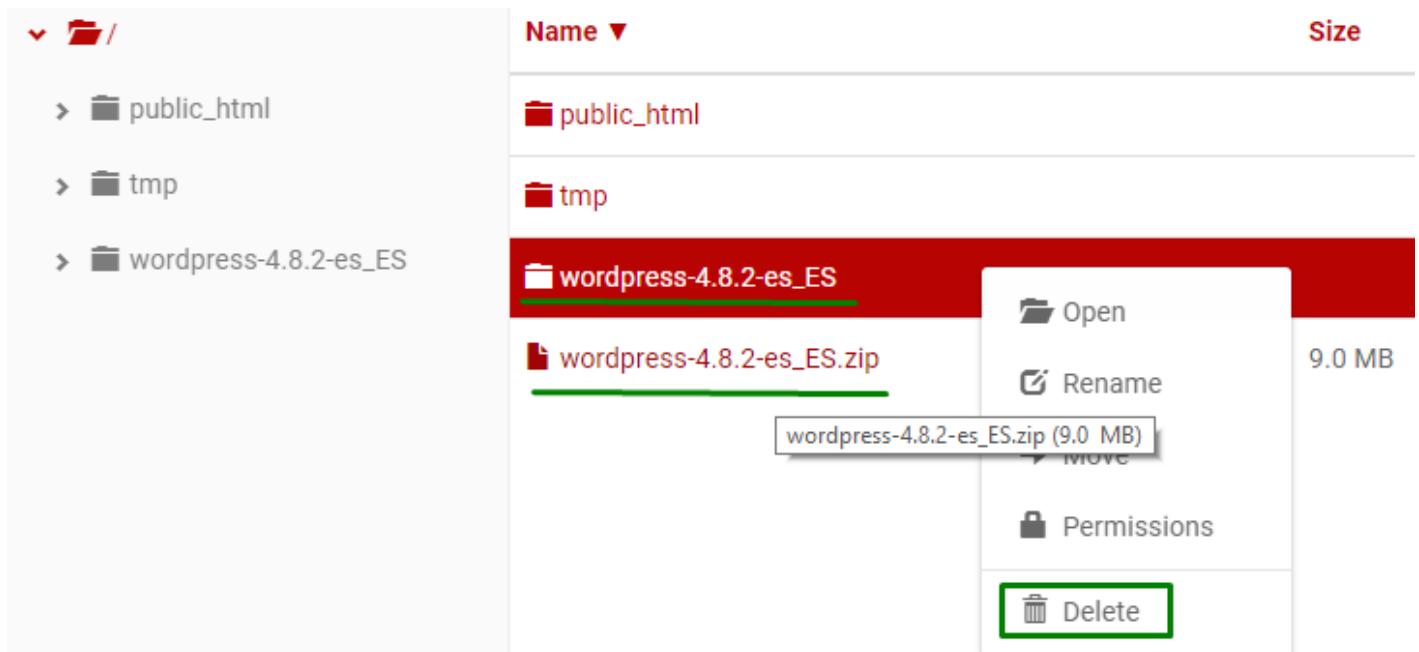 /
public_html
tmp
wordpress-4.8.2-es_ES
Name ▼ Size
public_html
tmp
wordpress-4.8.2-es_ES
wordpress-4.8.2-es_ES.zip 9.0 MB
wordpress-4.8.2-es_ES.zip (9.0 MB)
Open
Rename
Move
Permissions
Delete